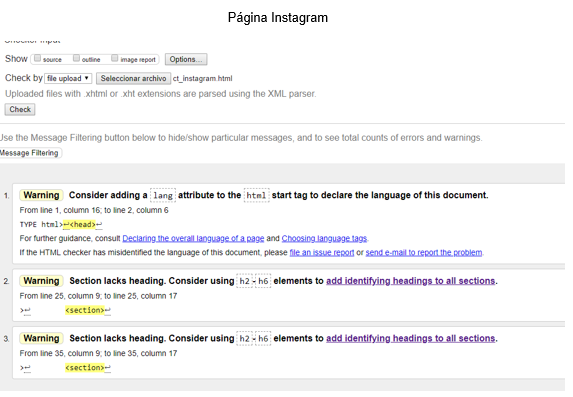 Página Instagram
Checker Input
Show source outline image report Options...
Check by file upload ▾ Seleccionar archivo ct_instagram.html
Uploaded files with .xhtml or .xht extensions are parsed using the XML parser.
Check
Use the Message Filtering button below to hide/show particular messages, and to see total counts of errors and warnings.
Message Filtering
1. Warning Consider adding a lang attribute to the html start tag to declare the language of this document.
From line 1, column 16; to line 2, column 6
TYPE html>↩<head>↩
For further guidance, consult Declaring the overall language of a page and Choosing language tags.
If the HTML checker has misidentified the language of this document, please file an issue report or send e-mail to report the problem.
2. Warning Section lacks heading. Consider using h2-h6 elements to add identifying headings to all sections.
From line 25, column 9; to line 25, column 17
>↩ <section>↩
3. Warning Section lacks heading. Consider using h2-h6 elements to add identifying headings to all sections.
From line 35, column 9; to line 35, column 17
>↩ <section>↩